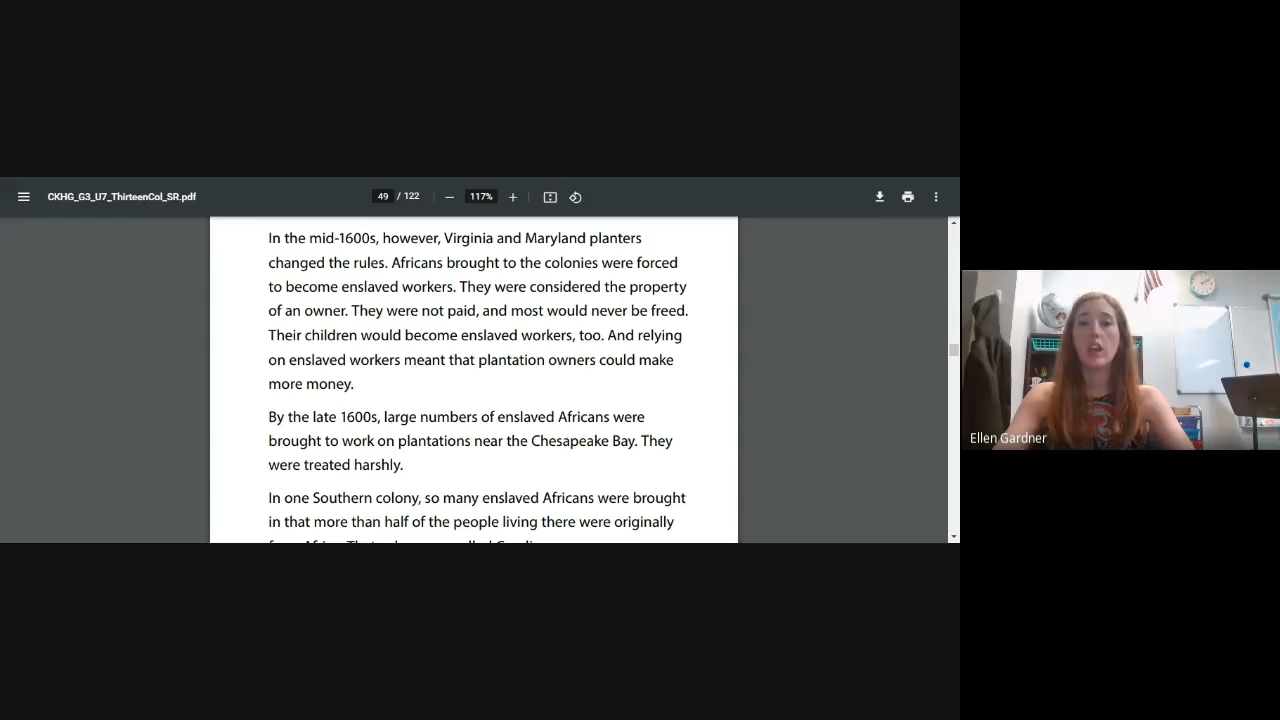 CKHG_G3_U7_ThirteenCol_SR.pdf
49 / 122
117%
In the mid-1600s, however, Virginia and Maryland planters
changed the rules. Africans brought to the colonies were forced
to become enslaved workers. They were considered the property
of an owner. They were not paid, and most would never be freed.
Their children would become enslaved workers, too. And relying
on enslaved workers meant that plantation owners could make
more money.
By the late 1600s, large numbers of enslaved Africans were
brought to work on plantations near the Chesapeake Bay. They
were treated harshly.
In one Southern colony, so many enslaved Africans were brought
in that more than half of the people living there were originally
Ellen Gardner